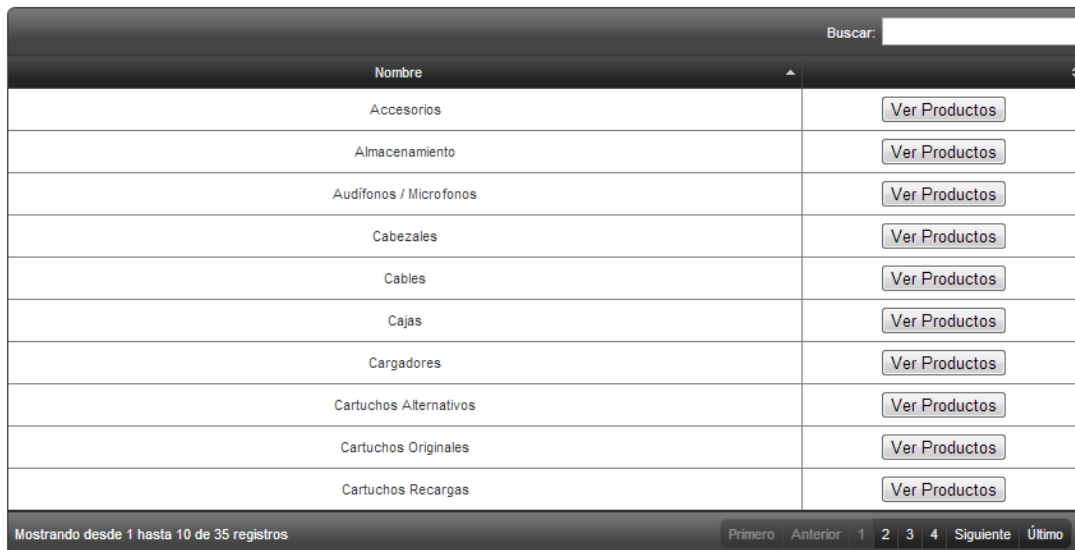 Buscar:
Nombre
Accesorios Ver Productos
Almacenamiento Ver Productos
Audífonos / Microfonos Ver Productos
Cabezales Ver Productos
Cables Ver Productos
Cajas Ver Productos
Cargadores Ver Productos
Cartuchos Alternativos Ver Productos
Cartuchos Originales Ver Productos
Cartuchos Recargas Ver Productos
Mostrando desde 1 hasta 10 de 35 registros Primero Anterior 1 2 3 4 Siguiente Último